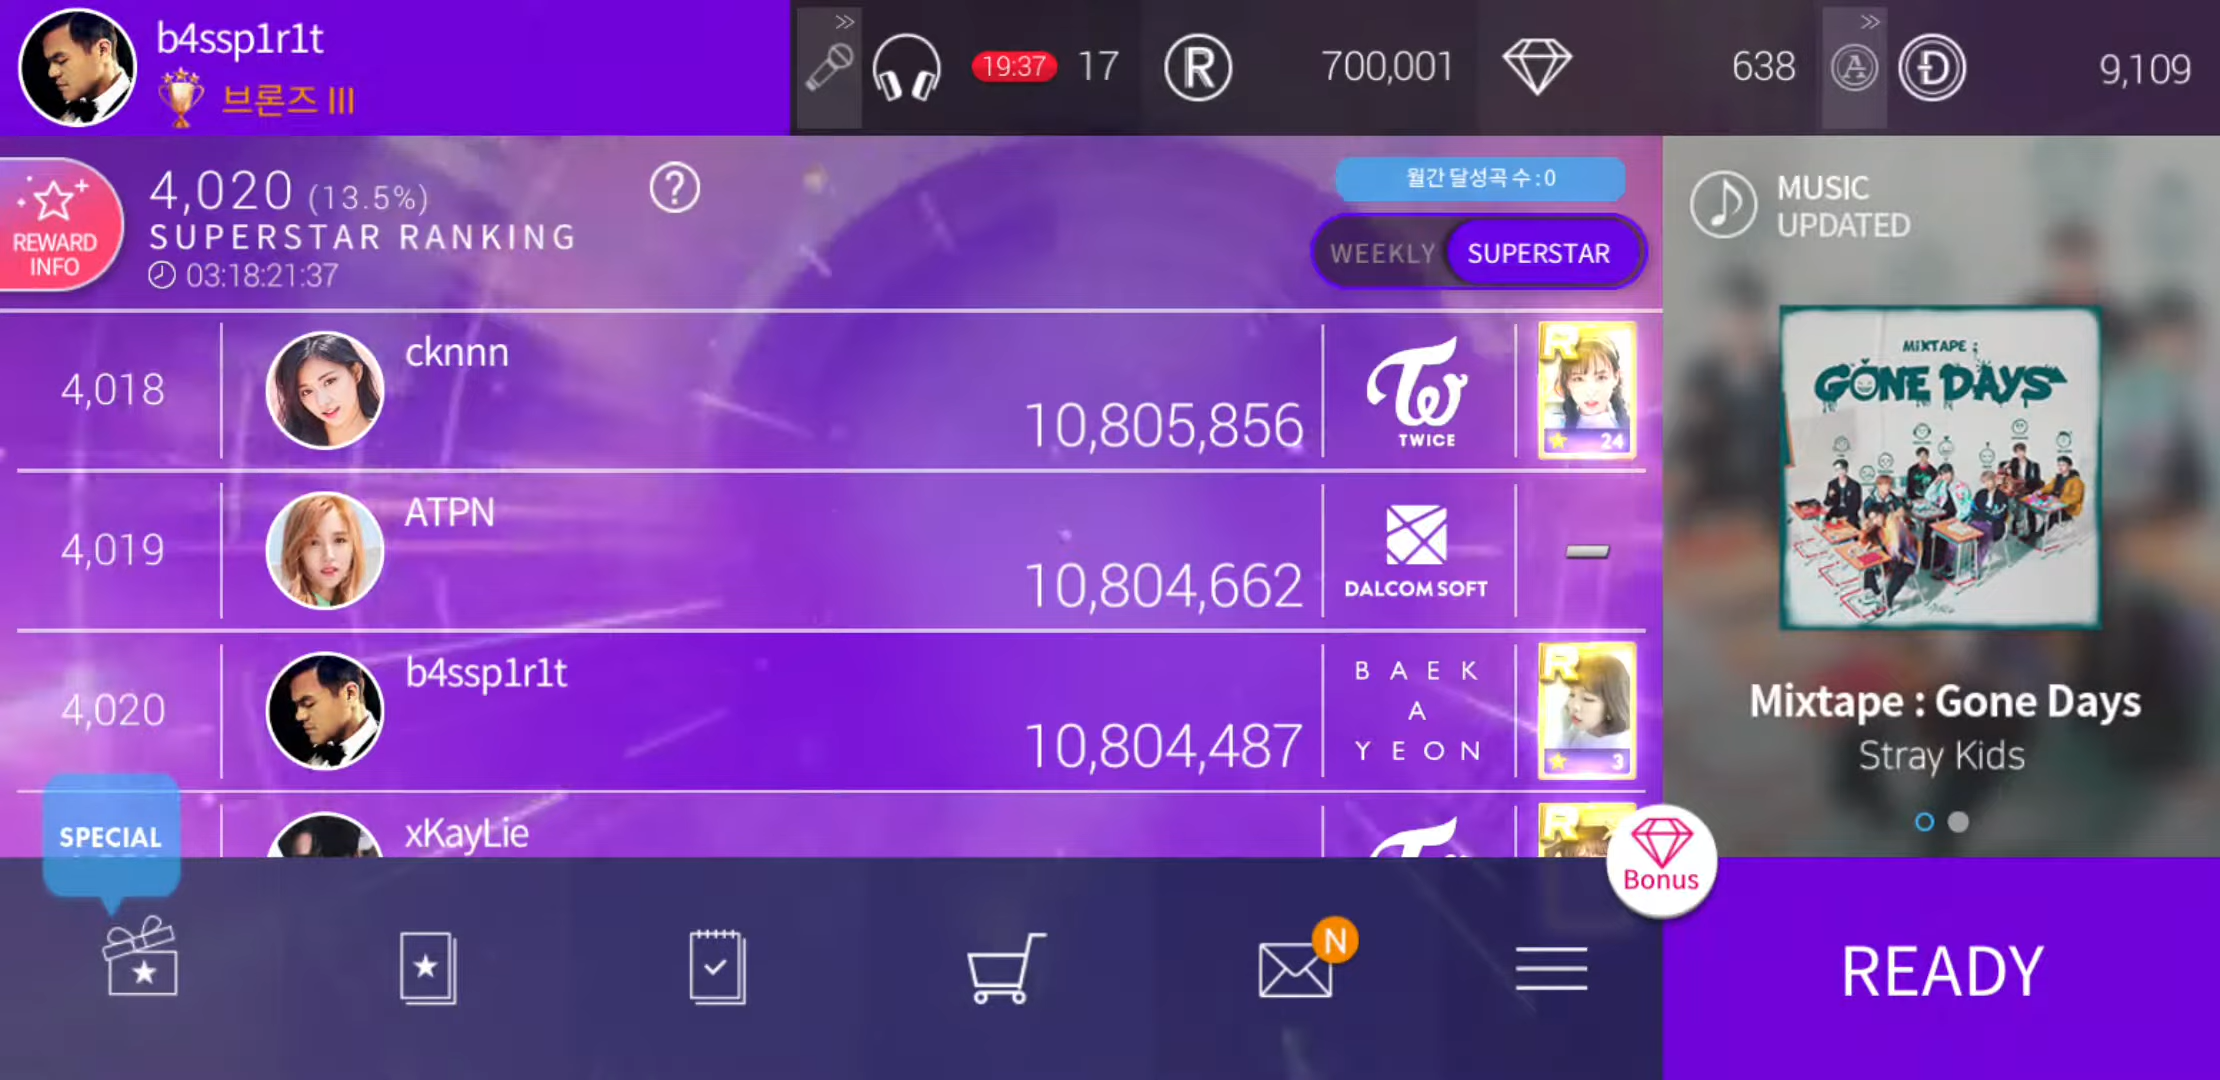 b4ssp1r1t
브론즈 III
19:37
17
R
700,001
638
A
9,109
REWARD
INFO
4,020 (13.5%)
SUPERSTAR RANKING
03:18:21:37
?
월간 달성곡 수 : 0
WEEKLY
SUPERSTAR
MUSIC
UPDATED
4,018
cknnn
10,805,856
TWICE
R
24
4,019
ATPN
10,804,662
DALCOM SOFT
4,020
b4ssp1r1t
10,804,487
BAEK
A
YEON
R
3
xKayLie
R
MIXTAPE :
GONE DAYS
Mixtape : Gone Days
Stray Kids
SPECIAL
N
Bonus
READY